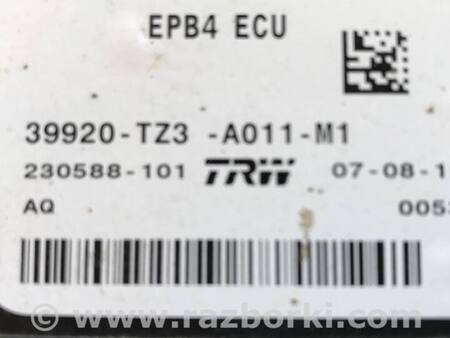 EPB4 ECU
39920-TZ3 -A011-M1
230588-101 TRW 07-08-1
AQ 005
www.razborki.com